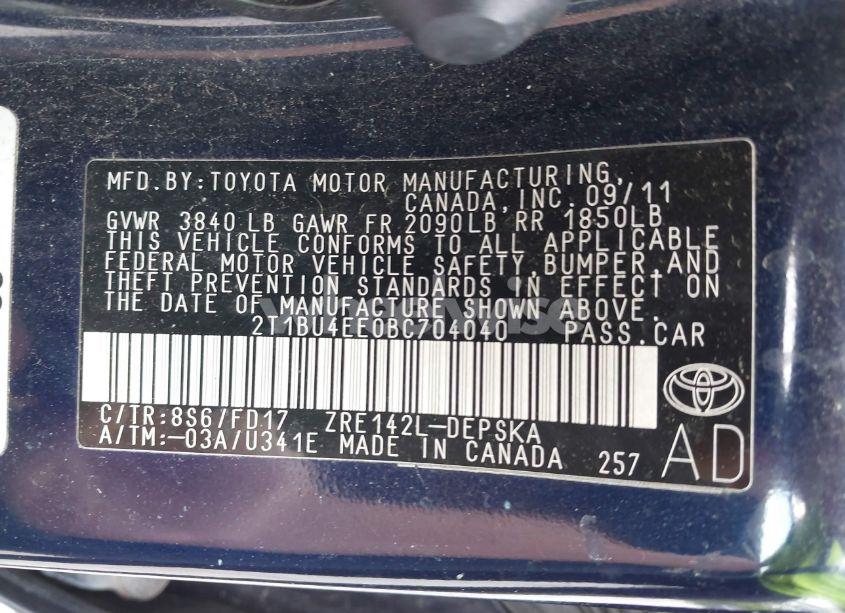 MFD.BY:TOYOTA MOTOR MANUFACTURING,
CANADA,INC. 09/11
GVWR 3840 LB GAWR FR 2090LB RR 1850LB
THIS VEHICLE CONFORMS TO ALL APPLICABLE
FEDERAL MOTOR VEHICLE SAFETY,BUMPER,AND
THEFT PREVENTION STANDARDS IN EFFECT ON
THE DATE OF MANUFACTURE SHOWN ABOVE.
2T1BU4EE0BC704040 PASS.CAR
C/TR:8S6/FD17 ZRE142L-DEPSKA
A/TM:-03A/U341E MADE IN CANADA 257
AD